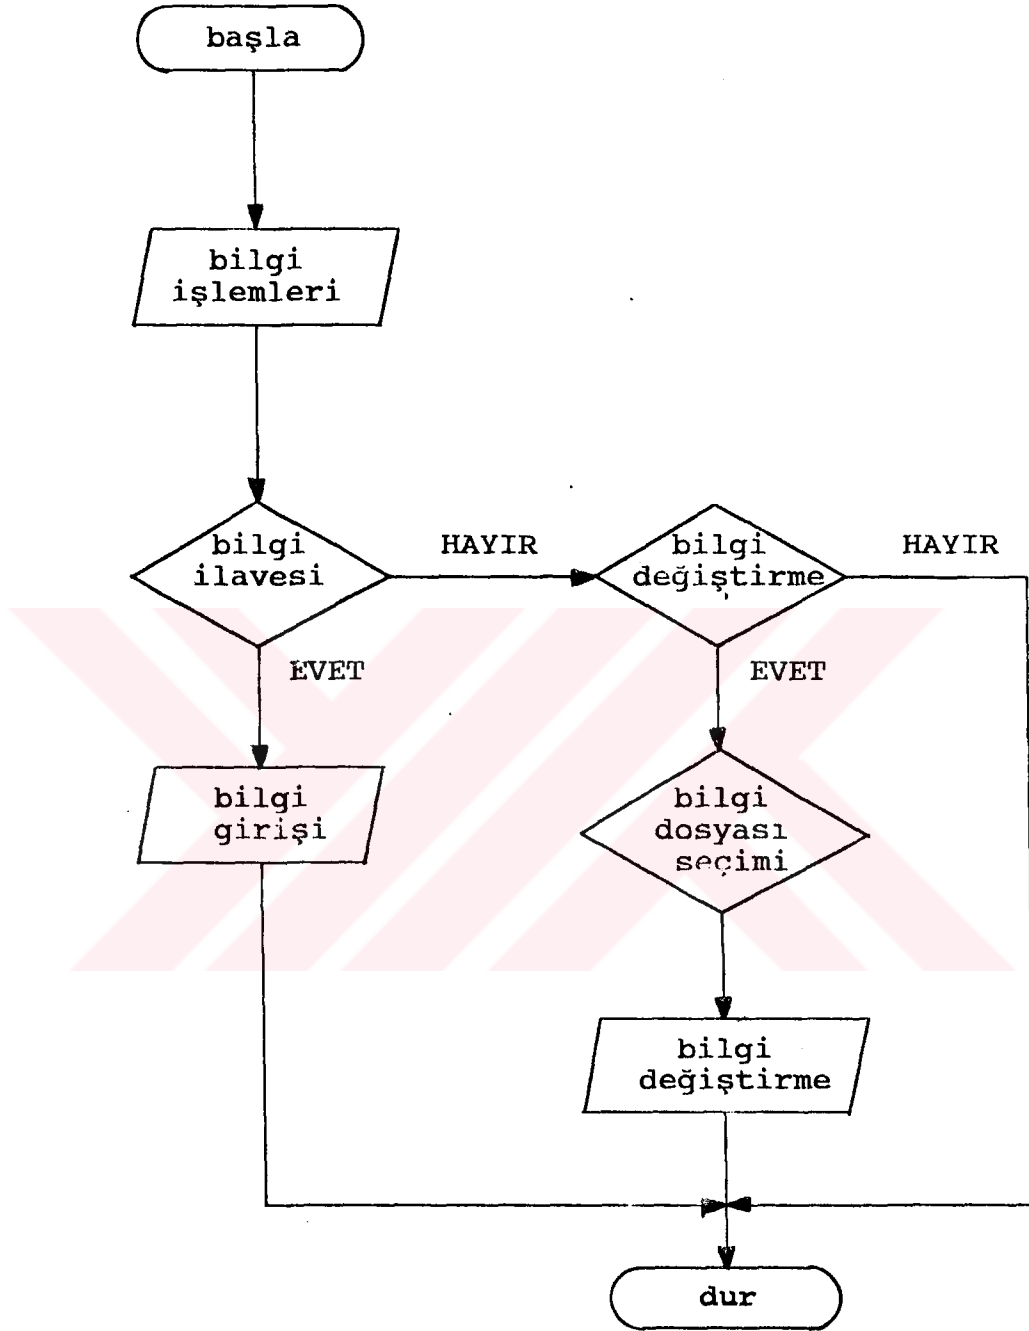 başla
bilgi
işlemleri
bilgi
ilavesi
HAYIR
bilgi
değiştirme
HAYIR
EVET
EVET
bilgi
girişi
bilgi
dosyası
seçimi
bilgi
değiştirme
dur